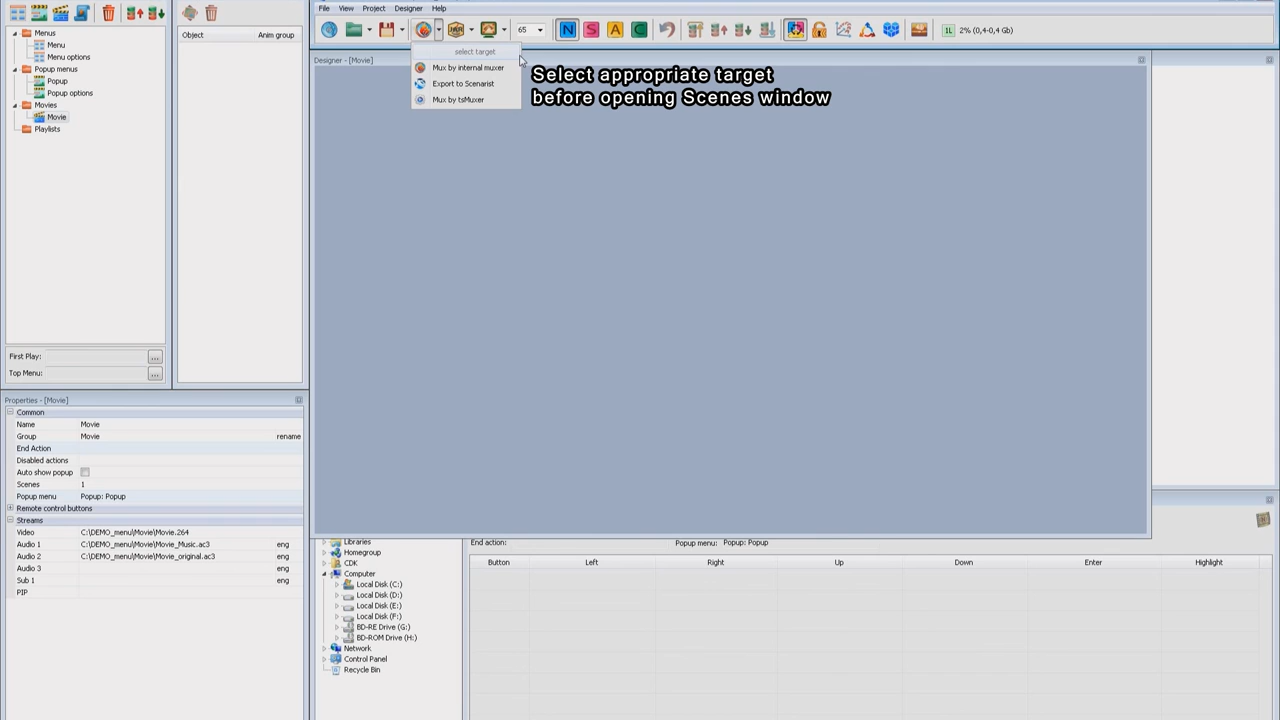 File View Project Designer Help
65
N S A C
1L 2% (0,4-0,4 Gb)
select target
Mux by internal muxer
Export to Scenarist
Mux by tsMuxer
Select appropriate target
before opening Scenes window
Designer - [Movie]
Menus
Menu
Menu options
Popup menus
Popup
Popup options
Movies
Movie
Playlists
Object Anim group
First Play: ...
Top Menu: ...
Properties - [Movie]
Common
Name Movie
Group Movie rename
End Action
Disabled actions
Auto show popup
Scenes 1
Popup menu Popup: Popup
Remote control buttons
Streams
Video C:\DEMO_menu\Movie\Movie.264
Audio 1 C:\DEMO_menu\Movie\Movie_Music.ac3 eng
Audio 2 C:\DEMO_menu\Movie\Movie_original.ac3 eng
Audio 3 eng
Sub 1 eng
PIP
Libraries
Homegroup
CDK
Computer
Local Disk (C:)
Local Disk (D:)
Local Disk (E:)
Local Disk (F:)
BD-RE Drive (G:)
BD-ROM Drive (H:)
Network
Control Panel
Recycle Bin
End action: Popup menu: Popup: Popup
Button Left Right Up Down Enter Highlight